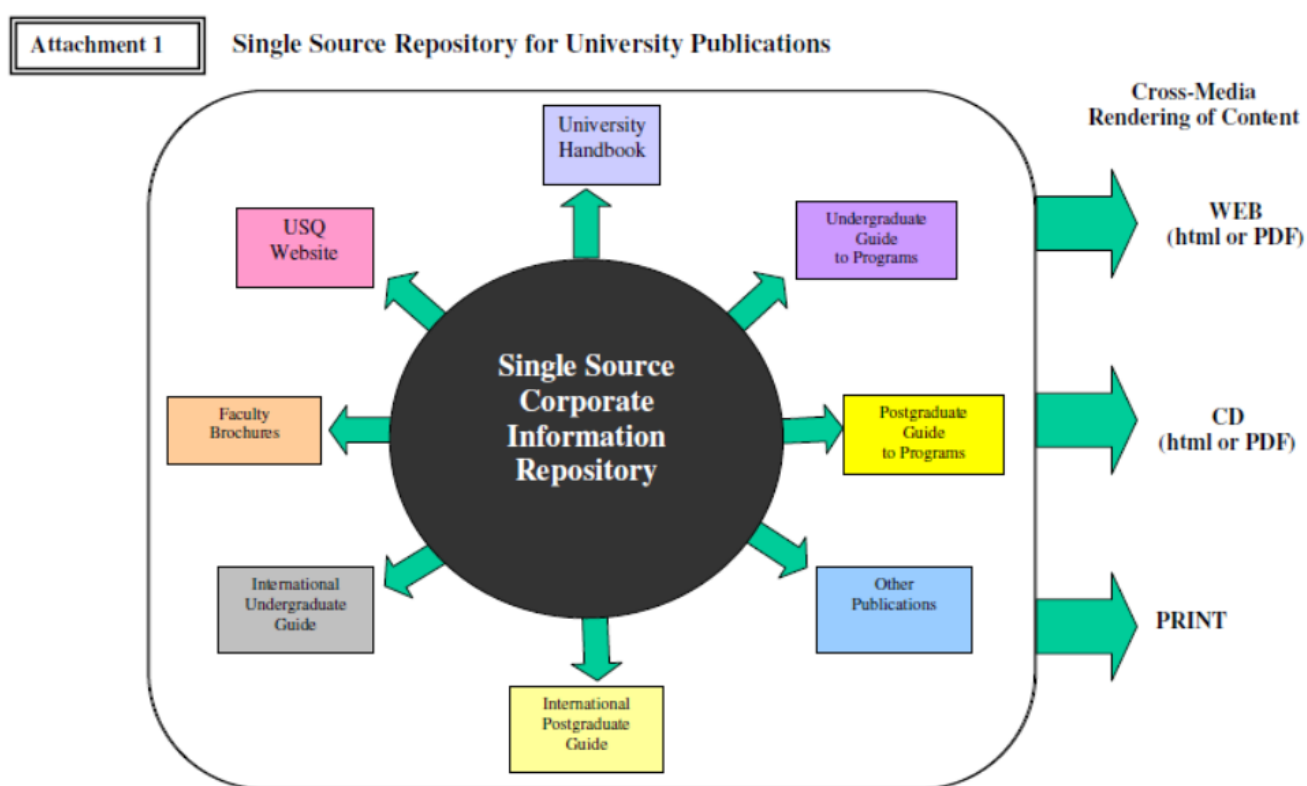 Attachment 1
Single Source Repository for University Publications
Cross-Media
Rendering of Content
University
Handbook
USQ
Website
Undergraduate
Guide
to Programs
WEB
(html or PDF)
Single Source
Corporate
Information
Repository
Faculty
Brochures
Postgraduate
Guide
to Programs
CD
(html or PDF)
International
Undergraduate
Guide
Other
Publications
PRINT
International
Postgraduate
Guide